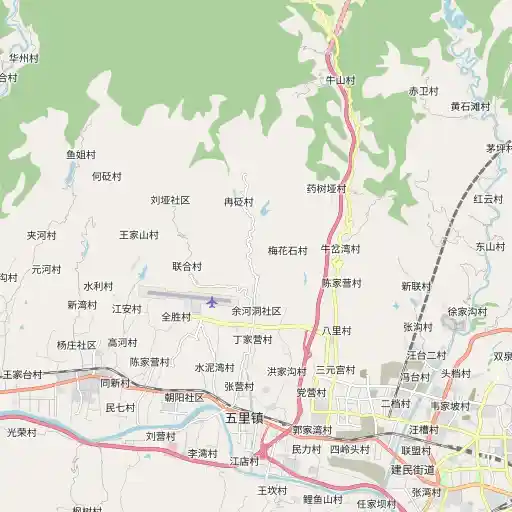 华州村
合村
牛山村
赤卫村
黄石滩村
茅坪村
鱼姐村
何砭村
药树垭村
刘垭社区
冉砭村
红云村
夹河村
王家山村
东山村
梅花石村
牛岔湾村
元河村
联合村
沟村
水利村
陈家营村
新联村
新湾村
江安村
余河洞社区
徐家沟村
全胜村
八里村
张沟村
高河村
丁家营村
杨庄社区
汪台二村
双泉
陈家营村
水泥湾村
洪家沟村
三元宫村
王家台村
冯台村
头档村
同新村
张营村
党营村
朝阳社区
民七村
二档村
韦家坡村
五里镇
光荣村
刘营村
郭家湾村
汪槽村
李湾村
民力村
四岭头村
联盟村
江店村
建民街道
王坎村
张湾村
鲤鱼山村
任家坝村
枫树村